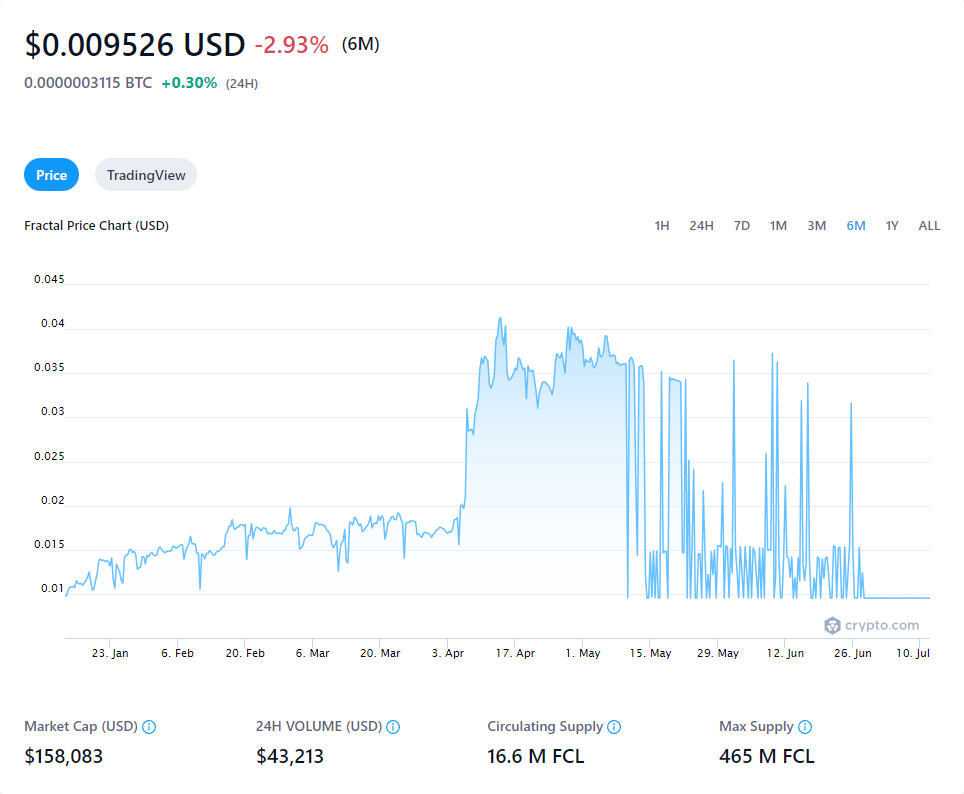 $0.009526 USD -2.93% (6M)
0.0000003115 BTC +0.30% (24H)
Price TradingView
Fractal Price Chart (USD) 1H 24H 7D 1M 3M 6M 1Y ALL
0.045
0.04
0.035
0.03
0.025
0.02
0.015
0.01
crypto.com
23. Jan 6. Feb 20. Feb 6. Mar 20. Mar 3. Apr 17. Apr 1. May 15. May 29. May 12. Jun 26. Jun 10. Jul
Market Cap (USD) 24H VOLUME (USD) Circulating Supply Max Supply
$158,083 $43,213 16.6 M FCL 465 M FCL